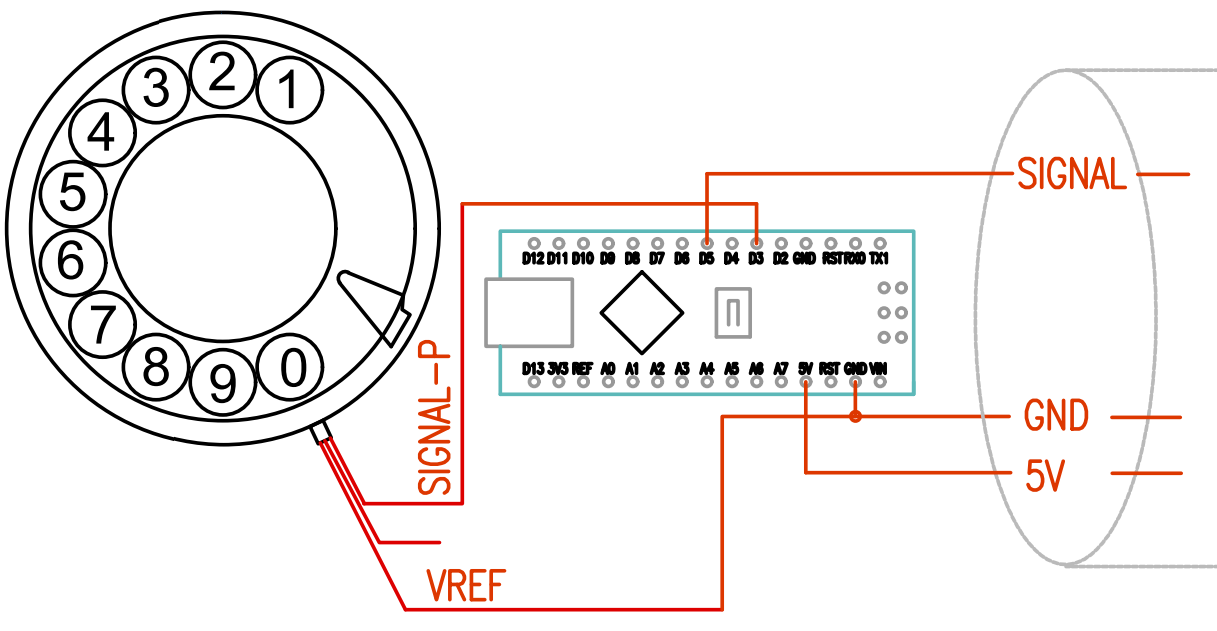 1
2
3
4
5
6
7
8
9
0
SIGNAL
D12 D11 D10 D9 D8 D7 D6 D5 D4 D3 D2 GND RST RX0 TX1
D13 3V3 REF A0 A1 A2 A3 A4 A5 A6 A7 5V RST GND VIN
SIGNAL-P
GND
5V
VREF